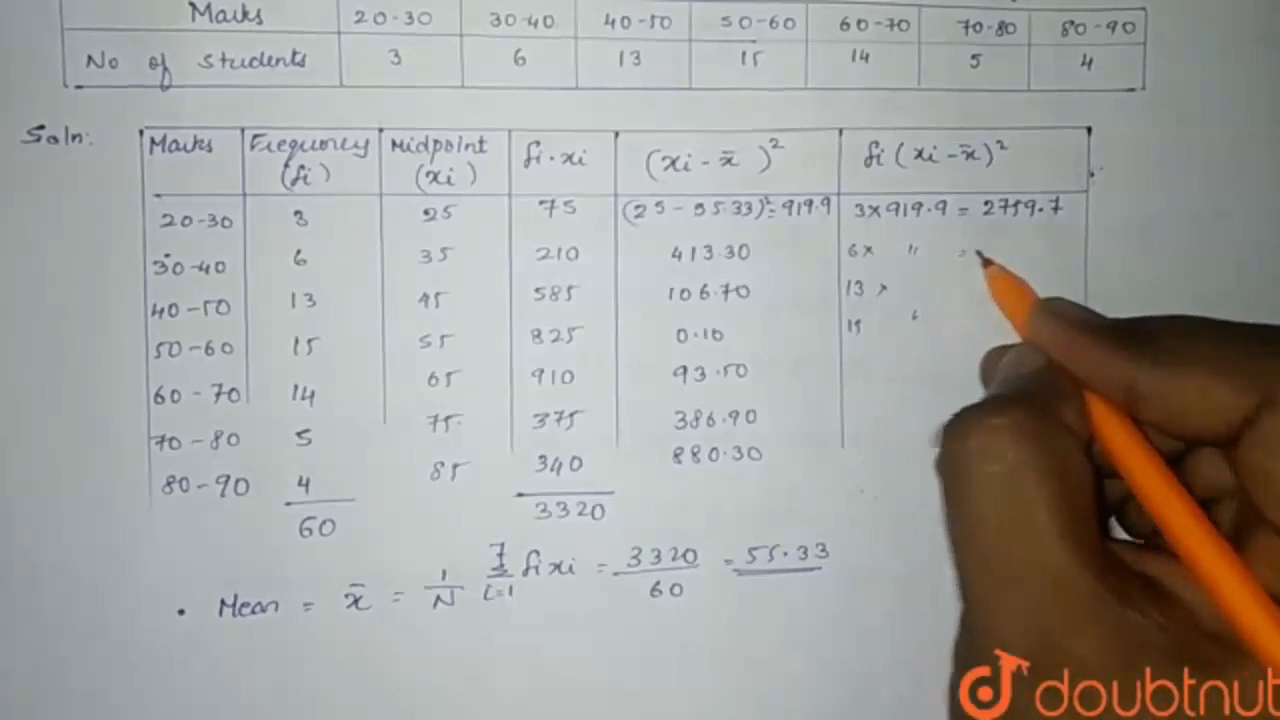 Marks 20-30 30-40 40-50 50-60 60-70 70-80 80-90
No of students 3 6 13 15 14 5 4
Soln:
Marks Frequency (fi) Midpoint (xi) fi·xi (xi - x̄)² fi (xi - x̄)²
20-30 3 25 75 (25 - 55.33)² = 919.9 3×919.9 = 2759.7
30-40 6 35 210 413.30 6× " =
40-50 13 45 585 106.70 13 ×
50-60 15 55 825 0.10 15
60-70 14 65 910 93.50
70-80 5 75 375 386.90
80-90 4 85 340 880.30
60 3320
• Mean = x̄ = 1/N 7 Σ i=1 fixi = 3320/60 = 55.33
doubtnut